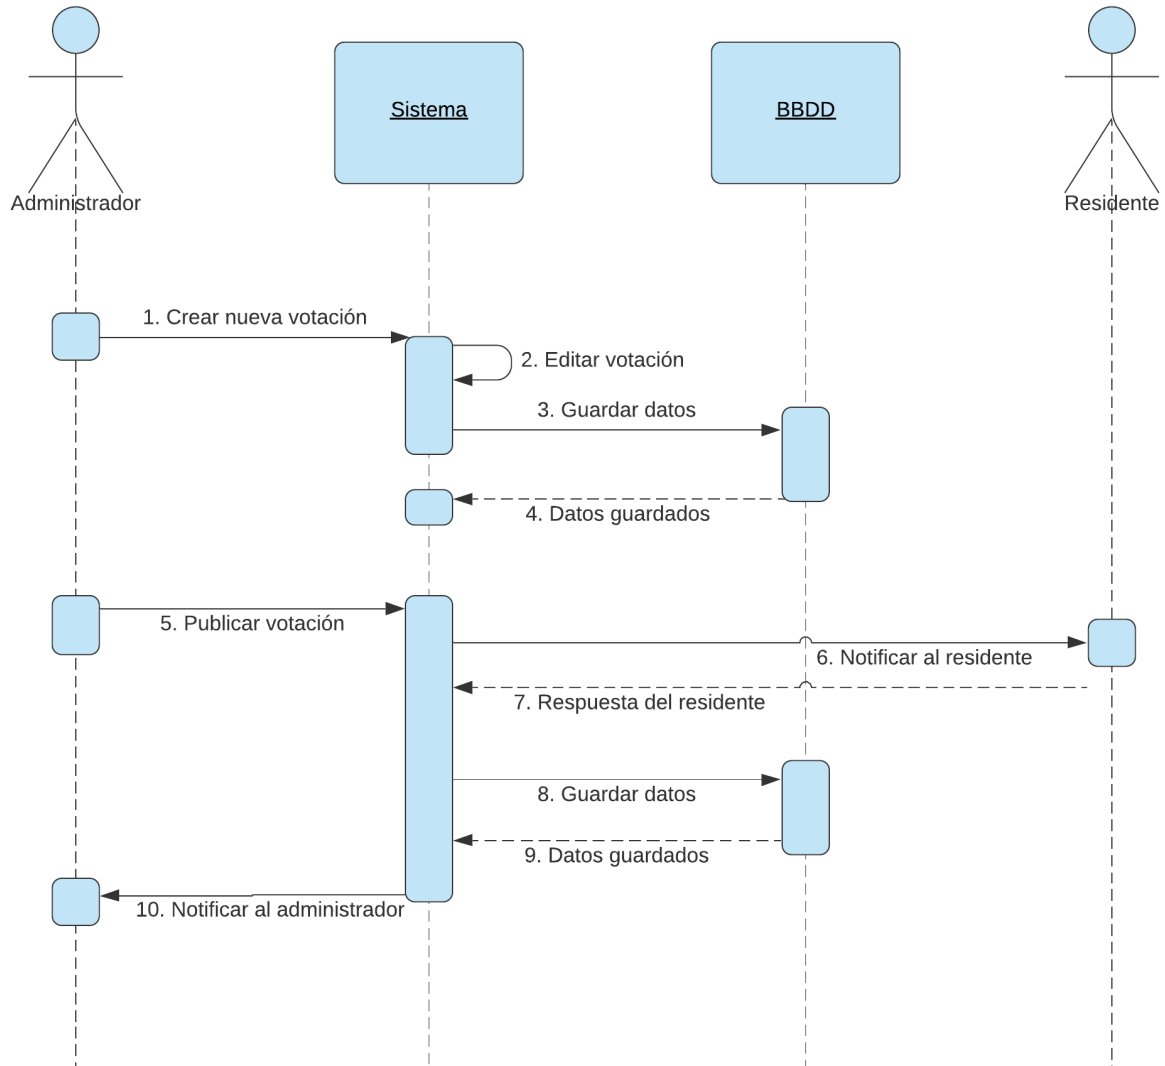 Sistema
BBDD
Administrador
Residente
1. Crear nueva votación
2. Editar votación
3. Guardar datos
4. Datos guardados
5. Publicar votación
6. Notificar al residente
7. Respuesta del residente
8. Guardar datos
9. Datos guardados
10. Notificar al administrador